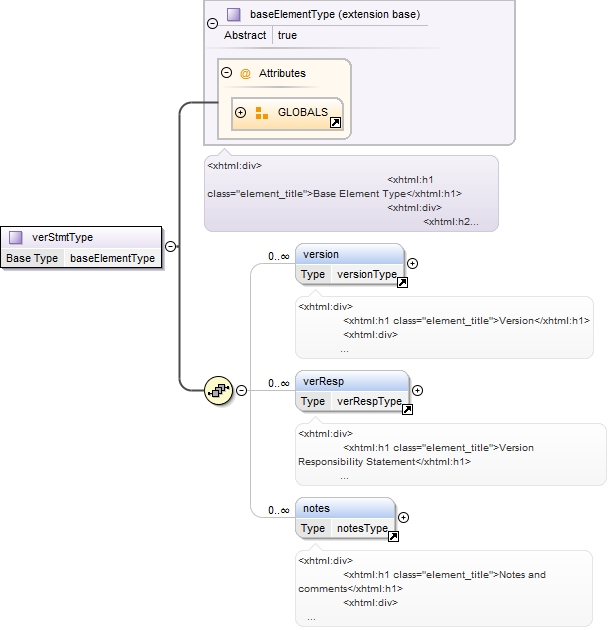 baseElementType (extension base)
Abstract true
@ Attributes
GLOBALS
<xhtml:div>
<xhtml:h1
class="element_title">Base Element Type</xhtml:h1>
<xhtml:div>
<xhtml:h2...
verStmtType
Base Type baseElementType
0..∞ version
Type versionType
<xhtml:div>
<xhtml:h1 class="element_title">Version</xhtml:h1>
<xhtml:div>
...
0..∞ verResp
Type verRespType
<xhtml:div>
<xhtml:h1 class="element_title">Version
Responsibility Statement</xhtml:h1>
...
0..∞ notes
Type notesType
<xhtml:div>
<xhtml:h1 class="element_title">Notes and
comments</xhtml:h1>
<xhtml:div>
...